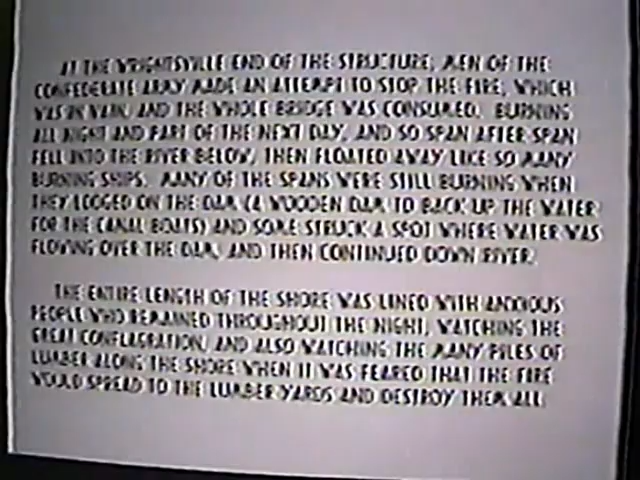 AT THE WRIGHTSVILLE END OF THE STRUCTURE, MEN OF THE
CONFEDERATE ARMY MADE AN ATTEMPT TO STOP THE FIRE, WHICH
WAS IN VAIN, AND THE WHOLE BRIDGE WAS CONSUMED. BURNING
ALL NIGHT AND PART OF THE NEXT DAY, AND SO SPAN AFTER SPAN
FELL INTO THE RIVER BELOW, THEN FLOATED AWAY LIKE SO MANY
BURNING SHIPS. MANY OF THE SPANS WERE STILL BURNING WHEN
THEY LODGED ON THE DAM (A WOODEN DAM TO BACK UP THE WATER
FOR THE CANAL BOATS) AND SOME STRUCK A SPOT WHERE WATER WAS
FLOWING OVER THE DAM, AND THEN CONTINUED DOWN RIVER.
THE ENTIRE LENGTH OF THE SHORE WAS LINED WITH ANXIOUS
PEOPLE WHO REMAINED THROUGHOUT THE NIGHT, WATCHING THE
GREAT CONFLAGRATION, AND ALSO WATCHING THE MANY PILES OF
LUMBER ALONG THE SHORE WHEN IT WAS FEARED THAT THE FIRE
WOULD SPREAD TO THE LUMBER YARDS AND DESTROY THEM ALL.